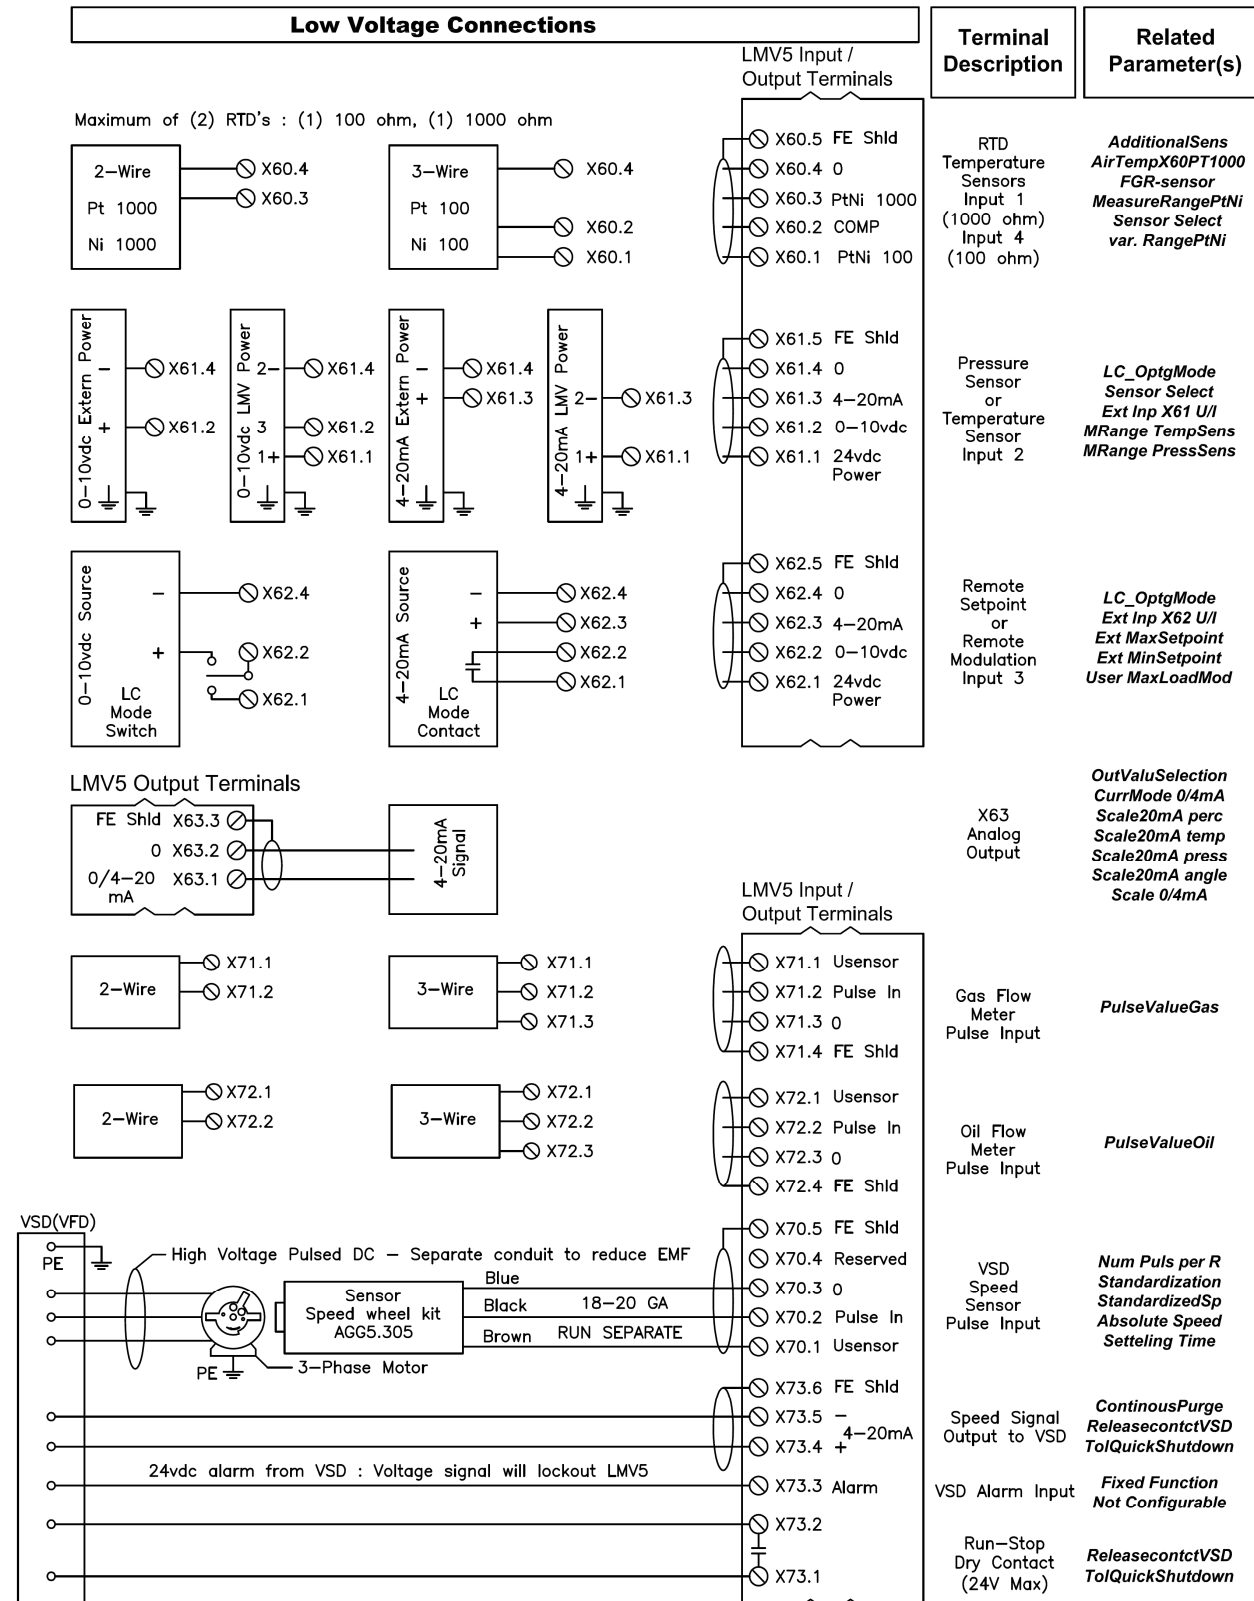 Low Voltage Connections
Terminal
Description
Related
Parameter(s)
LMV5 Input /
Output Terminals
Maximum of (2) RTD's : (1) 100 ohm, (1) 1000 ohm
2-Wire
Pt 1000
Ni 1000
X60.4
X60.3
3-Wire
Pt 100
Ni 100
X60.4
X60.2
X60.1
X60.5 FE Shld
X60.4 0
X60.3 PtNi 1000
X60.2 COMP
X60.1 PtNi 100
RTD
Temperature
Sensors
Input 1
(1000 ohm)
Input 4
(100 ohm)
AdditionalSens
AirTempX60PT1000
FGR-sensor
MeasureRangePtNi
Sensor Select
var. RangePtNi
0-10vdc Extern Power
-
+
X61.4
X61.2
0-10vdc LMV Power
2-
3
1+
X61.4
X61.2
X61.1
4-20mA Extern Power
-
+
X61.4
X61.3
4-20mA LMV Power
2-
1+
X61.3
X61.1
X61.5 FE Shld
X61.4 0
X61.3 4-20mA
X61.2 0-10vdc
X61.1 24vdc
Power
Pressure
Sensor
or
Temperature
Sensor
Input 2
LC_OptgMode
Sensor Select
Ext Inp X61 U/I
MRange TempSens
MRange PressSens
0-10vdc Source
-
+
LC
Mode
Switch
X62.4
X62.2
X62.1
4-20mA Source
-
+
LC
Mode
Contact
X62.4
X62.3
X62.2
X62.1
X62.5 FE Shld
X62.4 0
X62.3 4-20mA
X62.2 0-10vdc
X62.1 24vdc
Power
Remote
Setpoint
or
Remote
Modulation
Input 3
LC_OptgMode
Ext Inp X62 U/I
Ext MaxSetpoint
Ext MinSetpoint
User MaxLoadMod
LMV5 Output Terminals
FE Shld X63.3
0 X63.2
0/4-20 X63.1
mA
4-20mA
Signal
X63
Analog
Output
OutValuSelection
CurrMode 0/4mA
Scale20mA perc
Scale20mA temp
Scale20mA press
Scale20mA angle
Scale 0/4mA
LMV5 Input /
Output Terminals
2-Wire
X71.1
X71.2
3-Wire
X71.1
X71.2
X71.3
X71.1 Usensor
X71.2 Pulse In
X71.3 0
X71.4 FE Shld
Gas Flow
Meter
Pulse Input
PulseValueGas
2-Wire
X72.1
X72.2
3-Wire
X72.1
X72.2
X72.3
X72.1 Usensor
X72.2 Pulse In
X72.3 0
X72.4 FE Shld
Oil Flow
Meter
Pulse Input
PulseValueOil
VSD(VFD)
PE
High Voltage Pulsed DC - Separate conduit to reduce EMF
Sensor
Speed wheel kit
AGG5.305
Blue
Black 18-20 GA
Brown RUN SEPARATE
PE
3-Phase Motor
X70.5 FE Shld
X70.4 Reserved
X70.3 0
X70.2 Pulse In
X70.1 Usensor
VSD
Speed
Sensor
Pulse Input
Num Puls per R
Standardization
StandardizedSp
Absolute Speed
Setteling Time
X73.6 FE Shld
X73.5 -
4-20mA
X73.4 +
Speed Signal
Output to VSD
ContinousPurge
ReleasecontctVSD
TolQuickShutdown
24vdc alarm from VSD : Voltage signal will lockout LMV5
X73.3 Alarm
VSD Alarm Input
Fixed Function
Not Configurable
X73.2
X73.1
Run-Stop
Dry Contact
(24V Max)
ReleasecontctVSD
TolQuickShutdown